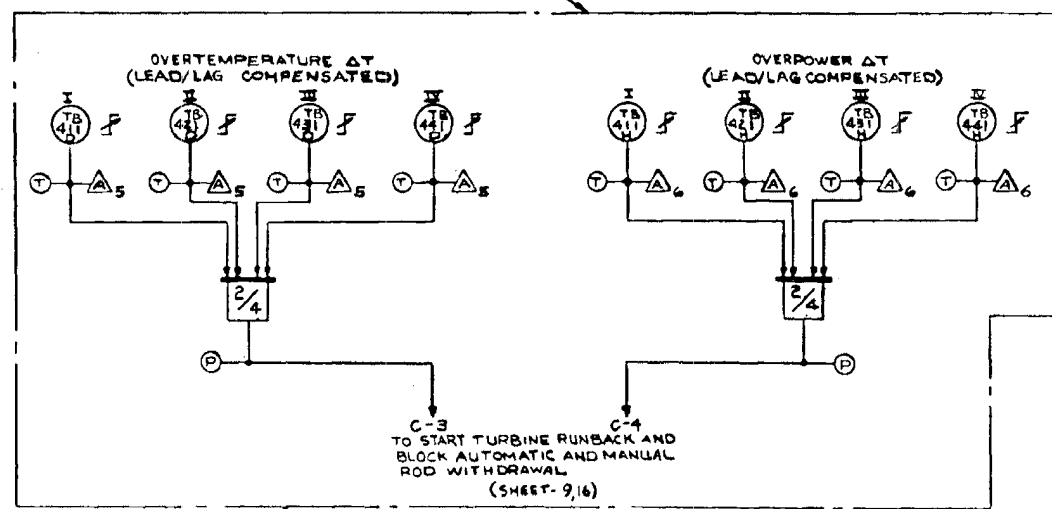 OVERTEMPERATURE ΔT
(LEAD/LAG COMPENSATED)
I II III IV
TB 411 TB TB 431 TB 441
T A 5 T A 5 T A 5 T A 5
2/4
P
C-3
OVERPOWER ΔT
(LEAD/LAG COMPENSATED)
I II III IV
TB 411 H TB 421 H TB 431 H TB 441 H
T A 6 T A 6 T A 6 T A 6
2/4
P
C-4
TO START TURBINE RUNBACK AND
BLOCK AUTOMATIC AND MANUAL
ROD WITHDRAWAL
(SHEET-9,16)